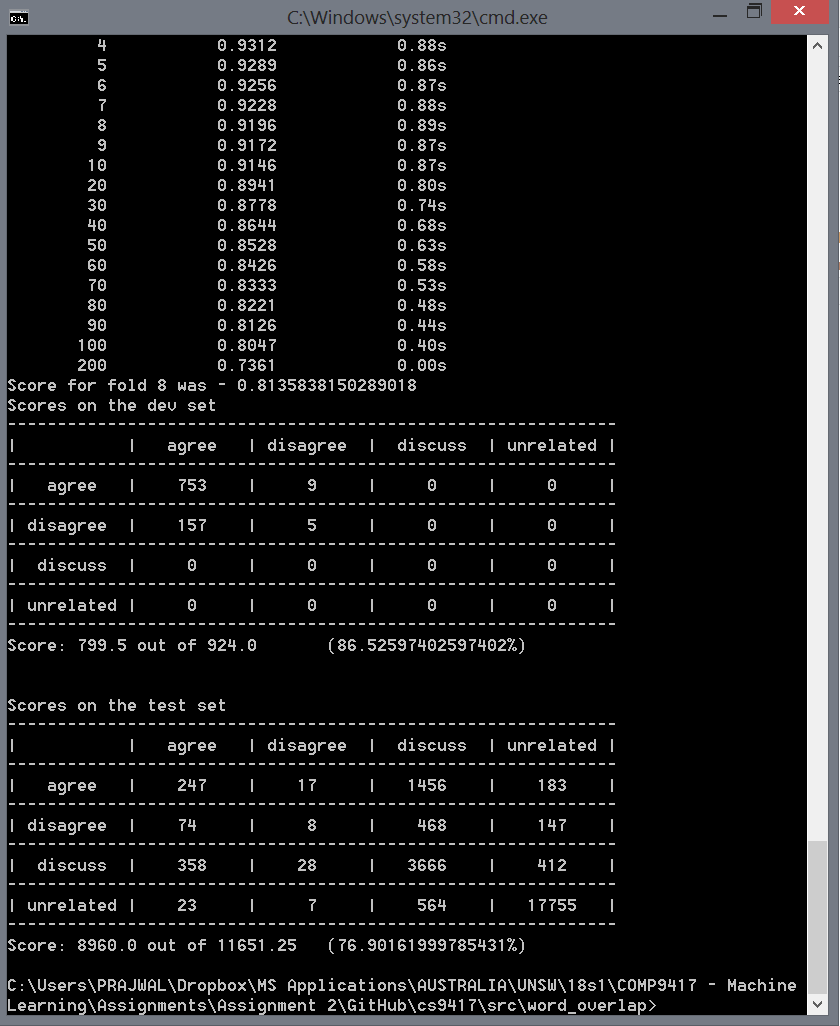 C:\Windows\system32\cmd.exe
4 0.9312 0.88s
5 0.9289 0.86s
6 0.9256 0.87s
7 0.9228 0.88s
8 0.9196 0.89s
9 0.9172 0.87s
10 0.9146 0.87s
20 0.8941 0.80s
30 0.8778 0.74s
40 0.8644 0.68s
50 0.8528 0.63s
60 0.8426 0.58s
70 0.8333 0.53s
80 0.8221 0.48s
90 0.8126 0.44s
100 0.8047 0.40s
200 0.7361 0.00s
Score for fold 8 was - 0.8135838150289018
Scores on the dev set
-------------------------------------------------------------
|           |   agree   | disagree  |  discuss  | unrelated |
-------------------------------------------------------------
|   agree   |    753    |     9     |     0     |     0     |
-------------------------------------------------------------
| disagree  |    157    |     5     |     0     |     0     |
-------------------------------------------------------------
|  discuss  |     0     |     0     |     0     |     0     |
-------------------------------------------------------------
| unrelated |     0     |     0     |     0     |     0     |
-------------------------------------------------------------
Score: 799.5 out of 924.0 (86.52597402597402%)
Scores on the test set
-------------------------------------------------------------
|           |   agree   | disagree  |  discuss  | unrelated |
-------------------------------------------------------------
|   agree   |    247    |    17     |   1456    |    183    |
-------------------------------------------------------------
| disagree  |    74     |     8     |    468    |    147    |
-------------------------------------------------------------
|  discuss  |    358    |    28     |   3666    |    412    |
-------------------------------------------------------------
| unrelated |    23     |     7     |    564    |   17755   |
-------------------------------------------------------------
Score: 8960.0 out of 11651.25 (76.90161999785431%)
C:\Users\PRAJWAL\Dropbox\MS Applications\AUSTRALIA\UNSW\18s1\COMP9417 - Machine
Learning\Assignments\Assignment 2\GitHub\cs9417\src\word_overlap>